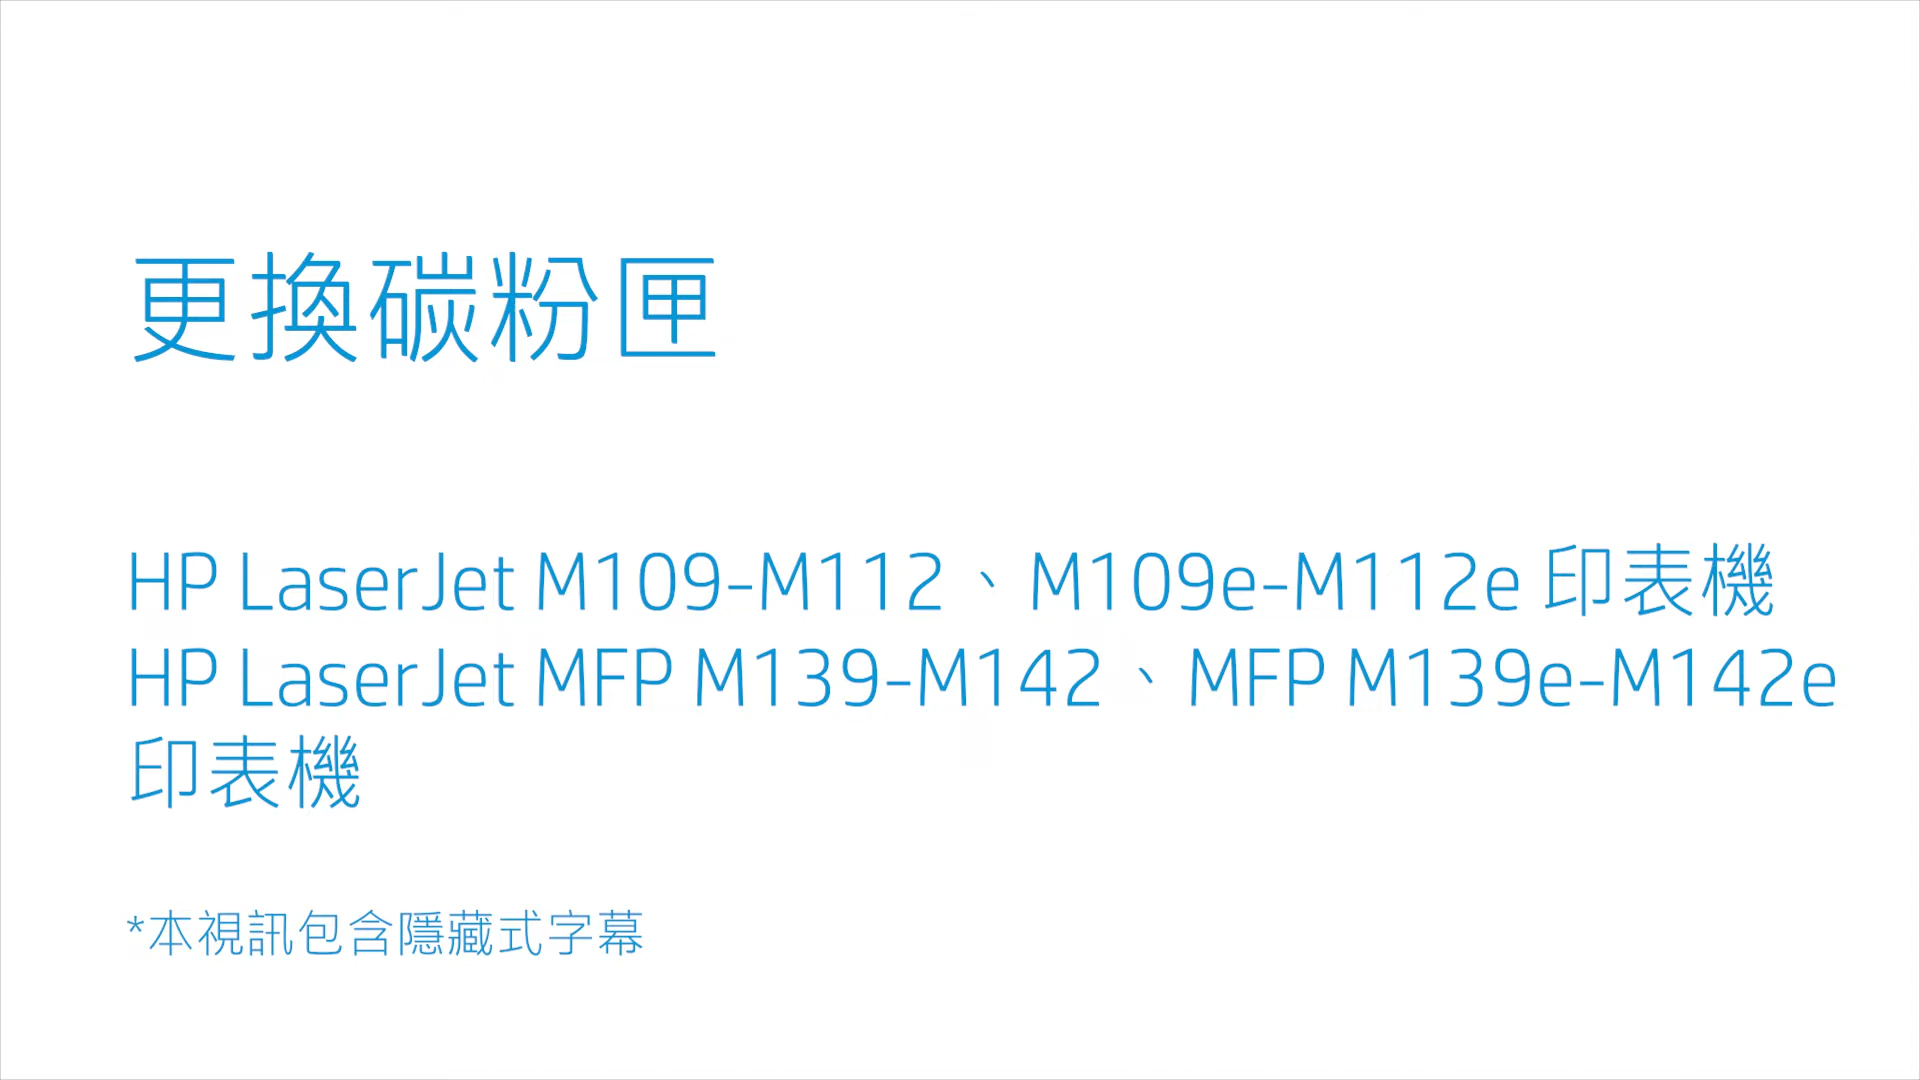 更換碳粉匣
HP LaserJet M109–M112、M109e–M112e 印表機
HP LaserJet MFP M139–M142、MFP M139e–M142e
印表機
*本視訊包含隱藏式字幕